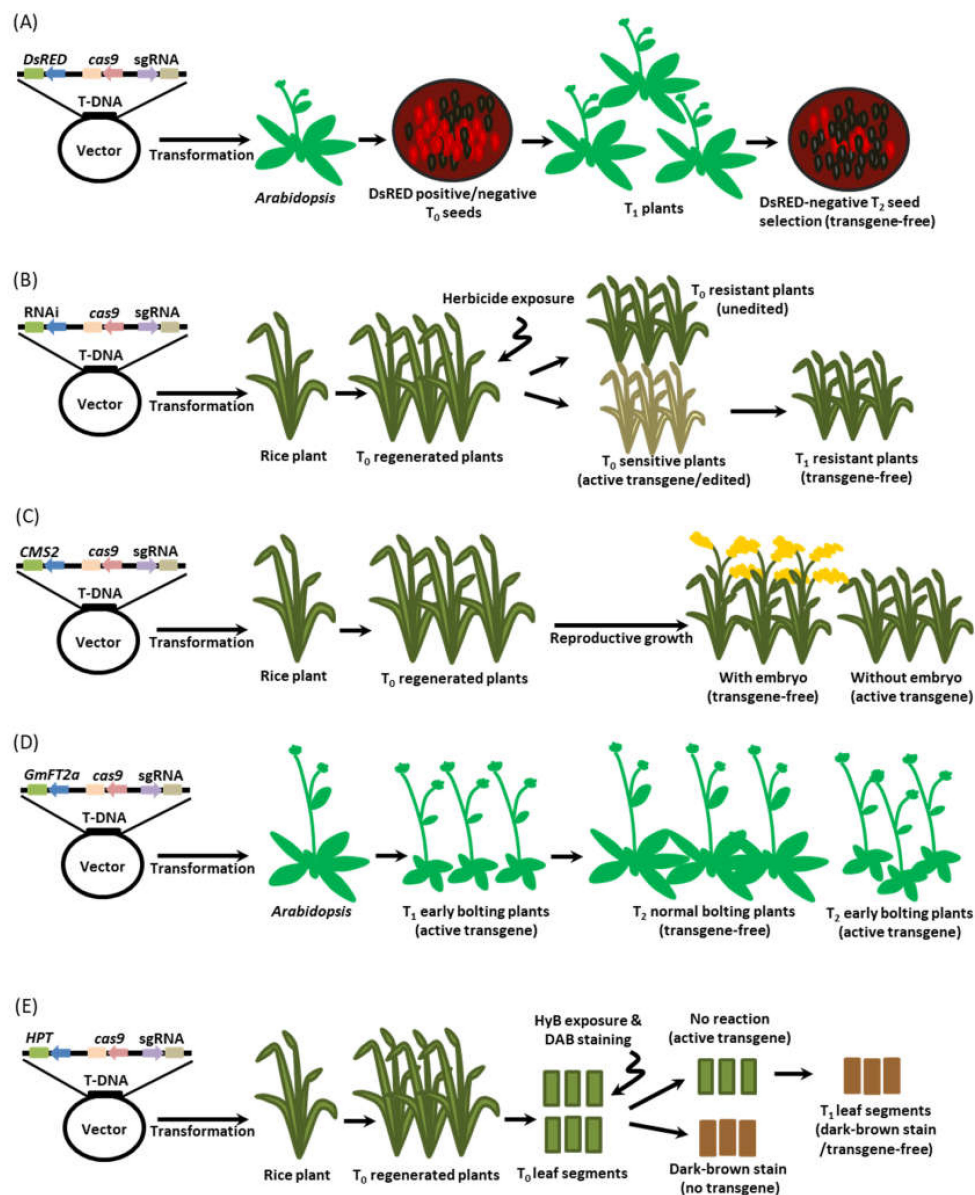 (A)
DsRED cas9 sgRNA
T-DNA
Vector
Transformation
Arabidopsis
DsRED positive/negative
T0 seeds
T1 plants
DsRED-negative T2 seed
selection (transgene-free)
(B)
RNAi cas9 sgRNA
T-DNA
Vector
Transformation
Rice plant
T0 regenerated plants
Herbicide exposure
T0 resistant plants
(unedited)
T0 sensitive plants
(active transgene/edited)
T1 resistant plants
(transgene-free)
(C)
CMS2 cas9 sgRNA
T-DNA
Vector
Transformation
Rice plant
T0 regenerated plants
Reproductive growth
With embryo
(transgene-free)
Without embryo
(active transgene)
(D)
GmFT2a cas9 sgRNA
T-DNA
Vector
Transformation
Arabidopsis
T1 early bolting plants
(active transgene)
T2 normal bolting plants
(transgene-free)
T2 early bolting plants
(active transgene)
(E)
HPT cas9 sgRNA
T-DNA
Vector
Transformation
Rice plant
T0 regenerated plants
HyB exposure &
DAB staining
T0 leaf segments
No reaction
(active transgene)
Dark-brown stain
(no transgene)
T1 leaf segments
(dark-brown stain
/transgene-free)